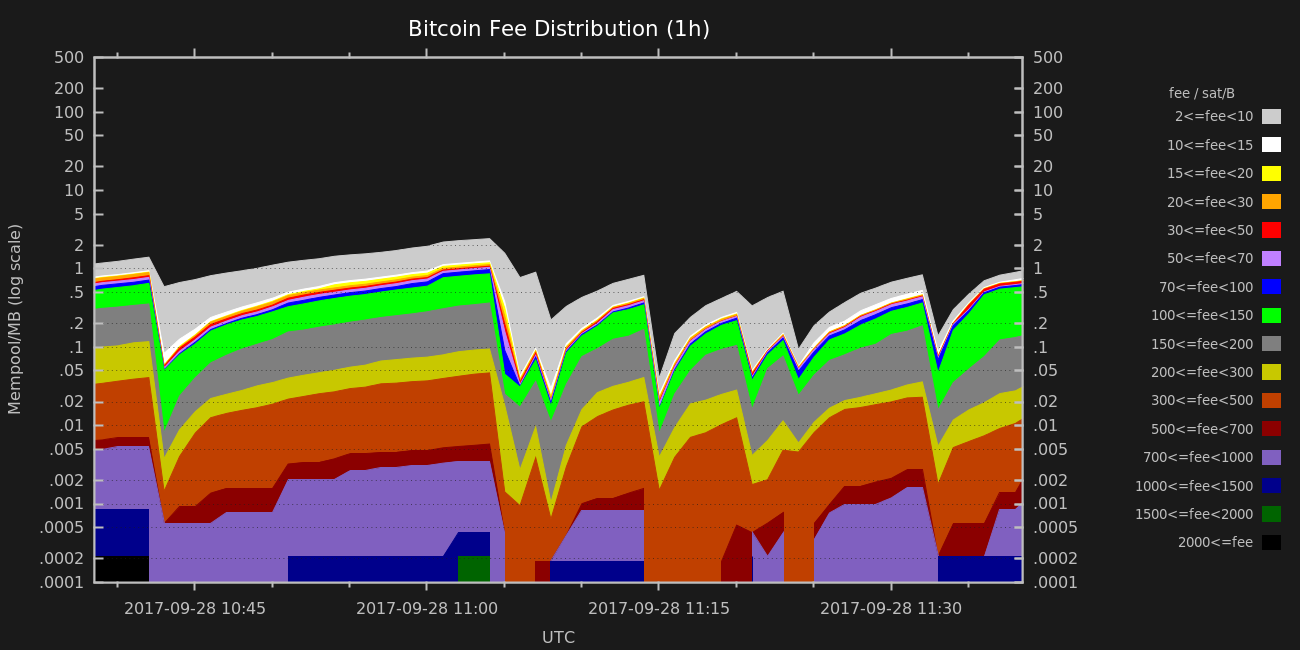 Bitcoin Fee Distribution (1h)
500 500
200 200
100 100
50 50
20 20
10 10
5 5
2 2
1 1
.5 .5
.2 .2
.1 .1
.05 .05
.02 .02
.01 .01
.005 .005
.002 .002
.001 .001
.0005 .0005
.0002 .0002
.0001 .0001
Mempool/MB (log scale)
2017-09-28 10:45 2017-09-28 11:00 2017-09-28 11:15 2017-09-28 11:30
UTC
fee / sat/B
2<=fee<10
10<=fee<15
15<=fee<20
20<=fee<30
30<=fee<50
50<=fee<70
70<=fee<100
100<=fee<150
150<=fee<200
200<=fee<300
300<=fee<500
500<=fee<700
700<=fee<1000
1000<=fee<1500
1500<=fee<2000
2000<=fee